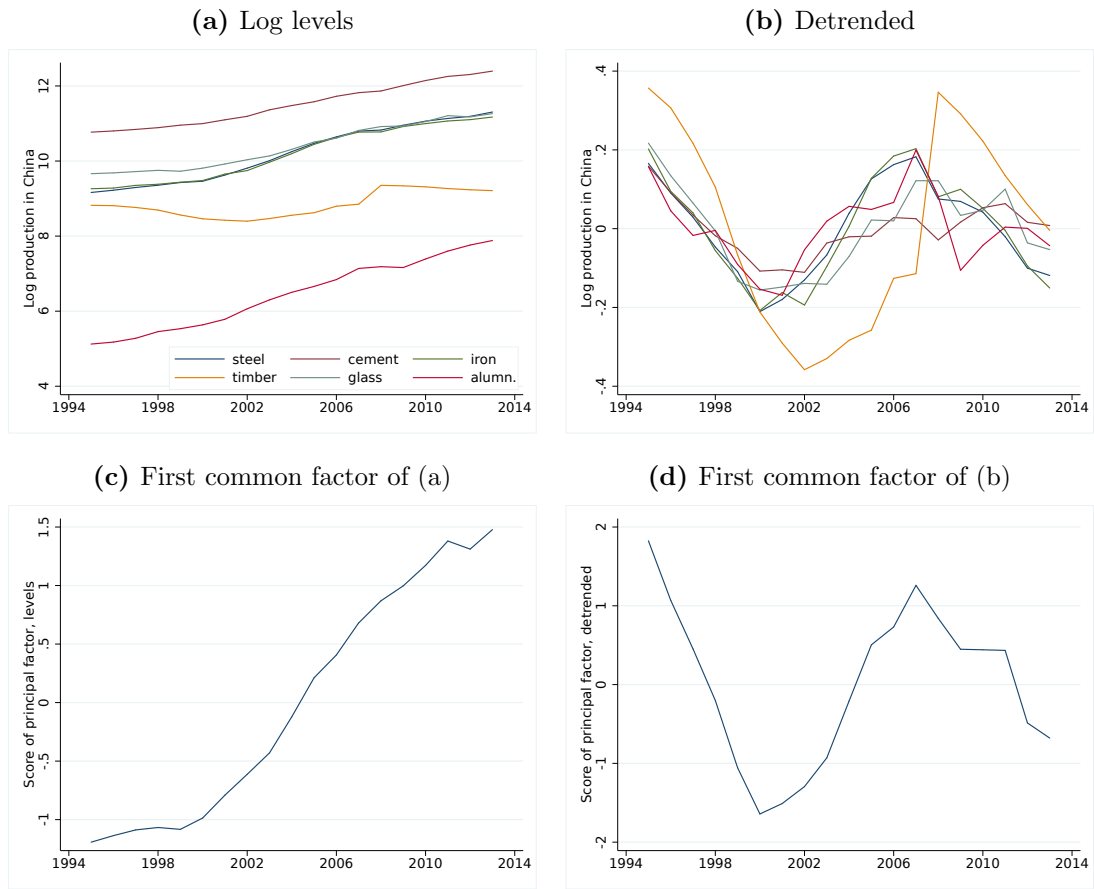 (a) Log levels
Log production in China
4 6 8 10 12
1994 1998 2002 2006 2010 2014
steel cement iron
timber glass alumn.
(b) Detrended
Log production in China
-.4 -.2 0 .2 .4
1994 1998 2002 2006 2010 2014
(c) First common factor of (a)
Score of principal factor, levels
-1 -.5 0 .5 1 1.5
1994 1998 2002 2006 2010 2014
(d) First common factor of (b)
Score of principal factor, detrended
-2 -1 0 1 2
1994 1998 2002 2006 2010 2014